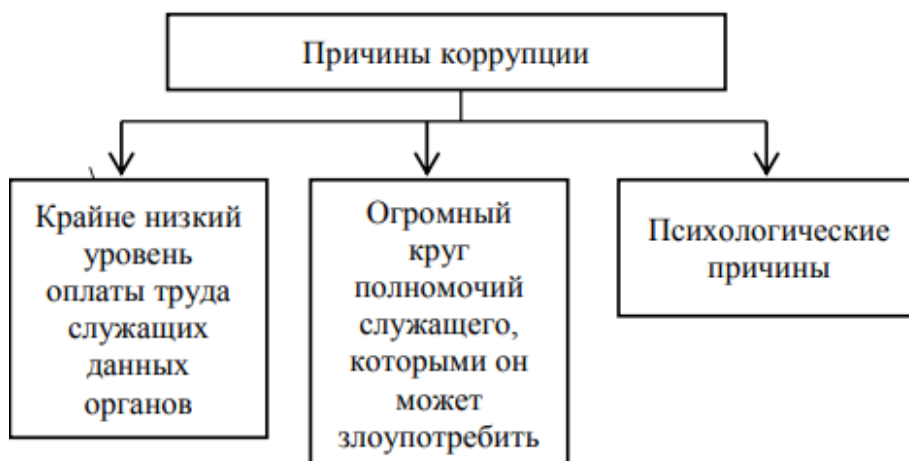 Причины коррупции
Крайне низкий
уровень
оплаты труда
служащих
данных
органов
Огромный
круг
полномочий
служащего,
которыми он
может
злоупотребить
Психологические
причины